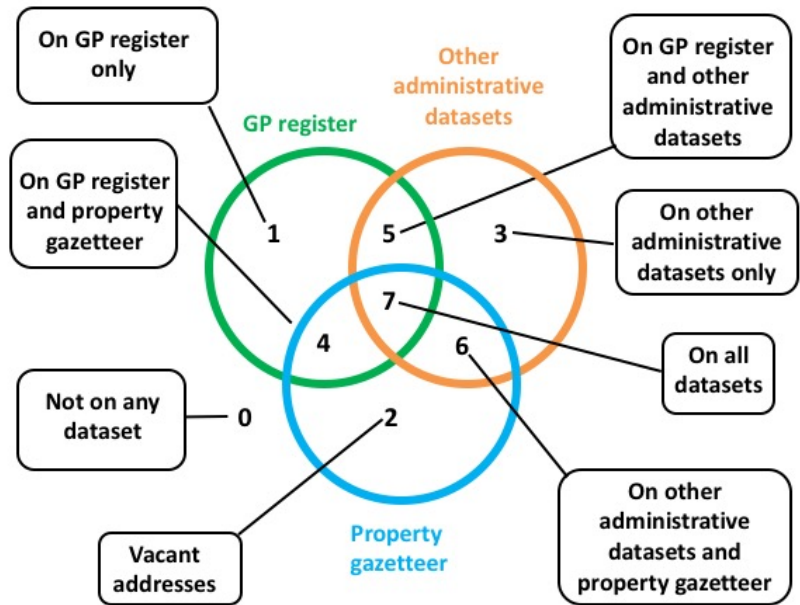 On GP register
only
Other
administrative
datasets
On GP register
and other
administrative
datasets
GP register
On GP register
and property
gazetteer
1
5
3
On other
administrative
datasets only
7
4
6
On all
datasets
Not on any
dataset
0
2
On other
administrative
datasets and
property gazetteer
Property
gazetteer
Vacant
addresses